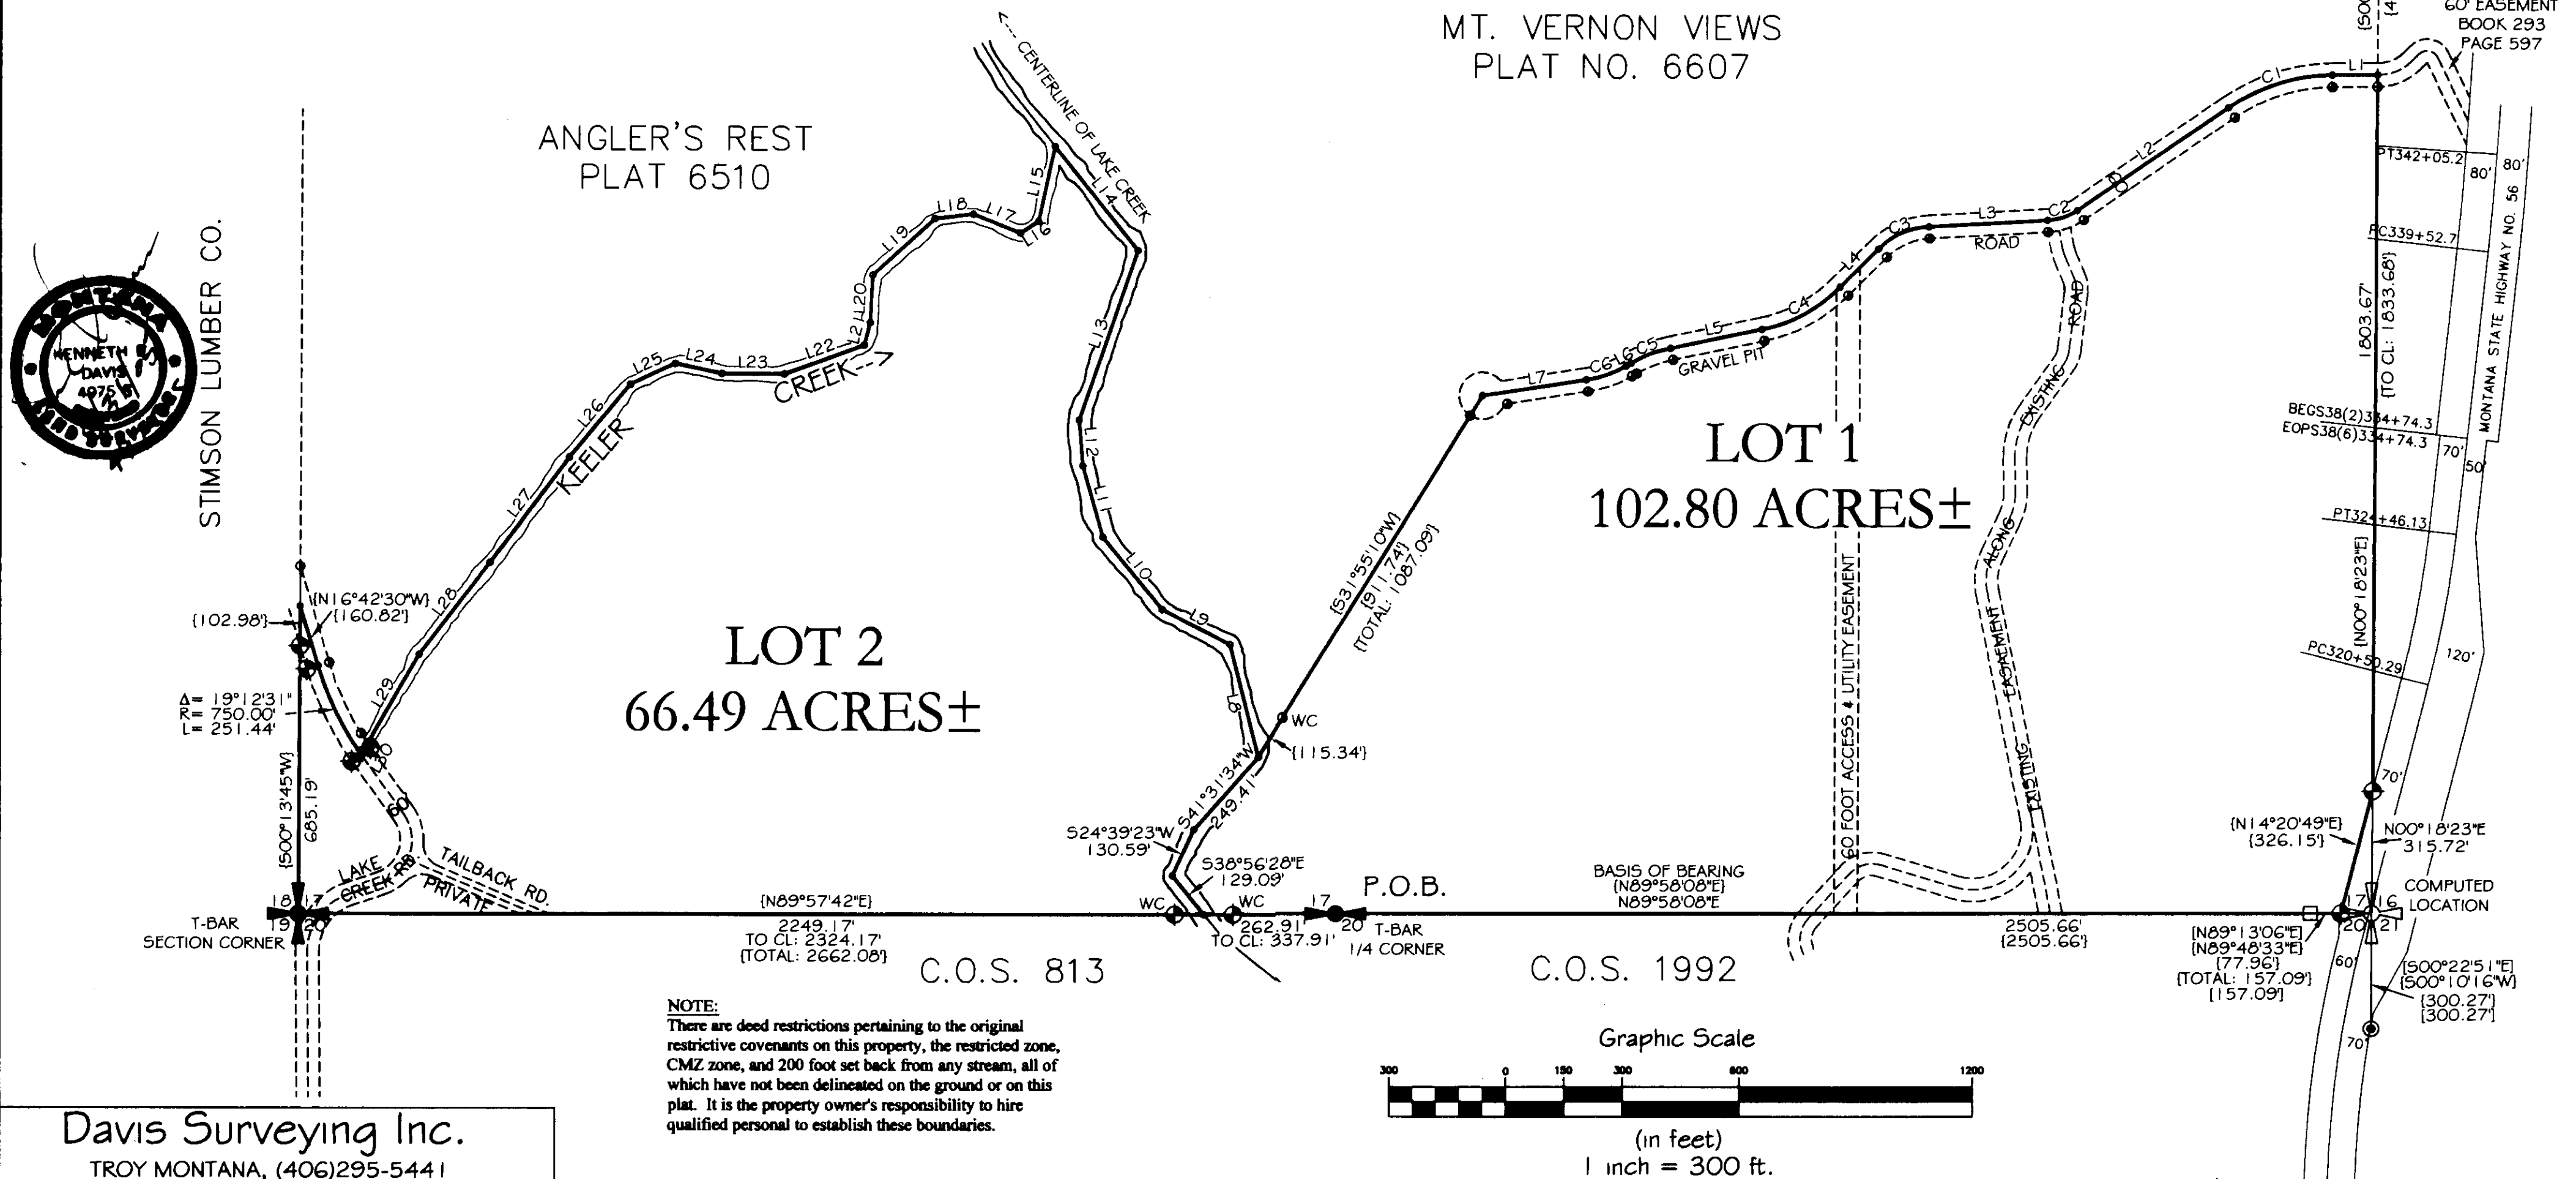 MT. VERNON VIEWS
PLAT NO. 6607
60' EASEMENT
BOOK 293
PAGE 597
ANGLER'S REST
PLAT 6510
CENTERLINE OF LAKE CREEK
STIMSON LUMBER CO.
MONTANA
KENNETH
DAVIS
4975
LAND SURVEYOR
L1
C1
L2
60'
C2
L3
ROAD
C3
L4
C4
L5
GRAVEL PIT
C5
L6
C6
L7
L8
L9
L10
L11
L12
L13
L14
L15
L16
L17
L18
L19
L20
L21
L22
L23
L24
L25
L26
L27
L28
L29
L30
KEELER
CREEK
LOT 1
102.80 ACRES±
LOT 2
66.49 ACRES±
{S31°55'10"W}
{911.74'}
{TOTAL: 1087.09'}
WC
{115.34'}
S41°31'34"W
249.41'
S24°39'23"W
130.59'
S38°56'28"E
129.09'
{102.98'}
{N16°42'30"W}
{160.82'}
Δ= 19°12'31"
R= 750.00'
L= 251.44'
{S00°13'45"W}
685.19'
60'
LAKE
CREEK RD.
TAILBACK RD.
PRIVATE
18 17
19 20
T-BAR
SECTION CORNER
{N89°57'42"E}
2249.17'
TO CL: 2324.17'
{TOTAL: 2662.08'}
WC
WC
262.91'
TO CL: 337.91'
17
20
P.O.B.
T-BAR
1/4 CORNER
C.O.S. 813
C.O.S. 1992
BASIS OF BEARING
{N89°58'08"E}
N89°58'08"E
2505.66'
{2505.66'}
60 FOOT ACCESS & UTILITY EASEMENT
EXISTING
EASEMENT
ALONG
EXISTING
ROAD
PT342+05.2
80'
80'
PC339+52.7
MONTANA STATE HIGHWAY NO. 56
1803.67'
{TO CL: 1833.68'}
BEGS38(2)334+74.3
EOPS38(6)334+74.3
70'
50'
PT324+46.13
{N00°18'23"E}
PC320+50.29
120'
70'
{N14°20'49"E}
{326.15'}
N00°18'23"E
315.72'
COMPUTED
LOCATION
17 16
20 21
[N89°13'06"E]
{N89°48'33"E}
{77.96'}
{TOTAL: 157.09'}
[157.09']
60'
[S00°22'51"E]
{S00°10'16"W}
{300.27'}
[300.27']
70'
NOTE:
There are deed restrictions pertaining to the original
restrictive covenants on this property, the restricted zone,
CMZ zone, and 200 foot set back from any stream, all of
which have not been delineated on the ground or on this
plat. It is the property owner's responsibility to hire
qualified personal to establish these boundaries.
Graphic Scale
300 0 150 300 600 1200
(in feet)
1 inch = 300 ft.
Davis Surveying Inc.
TROY MONTANA, (406)295-5441